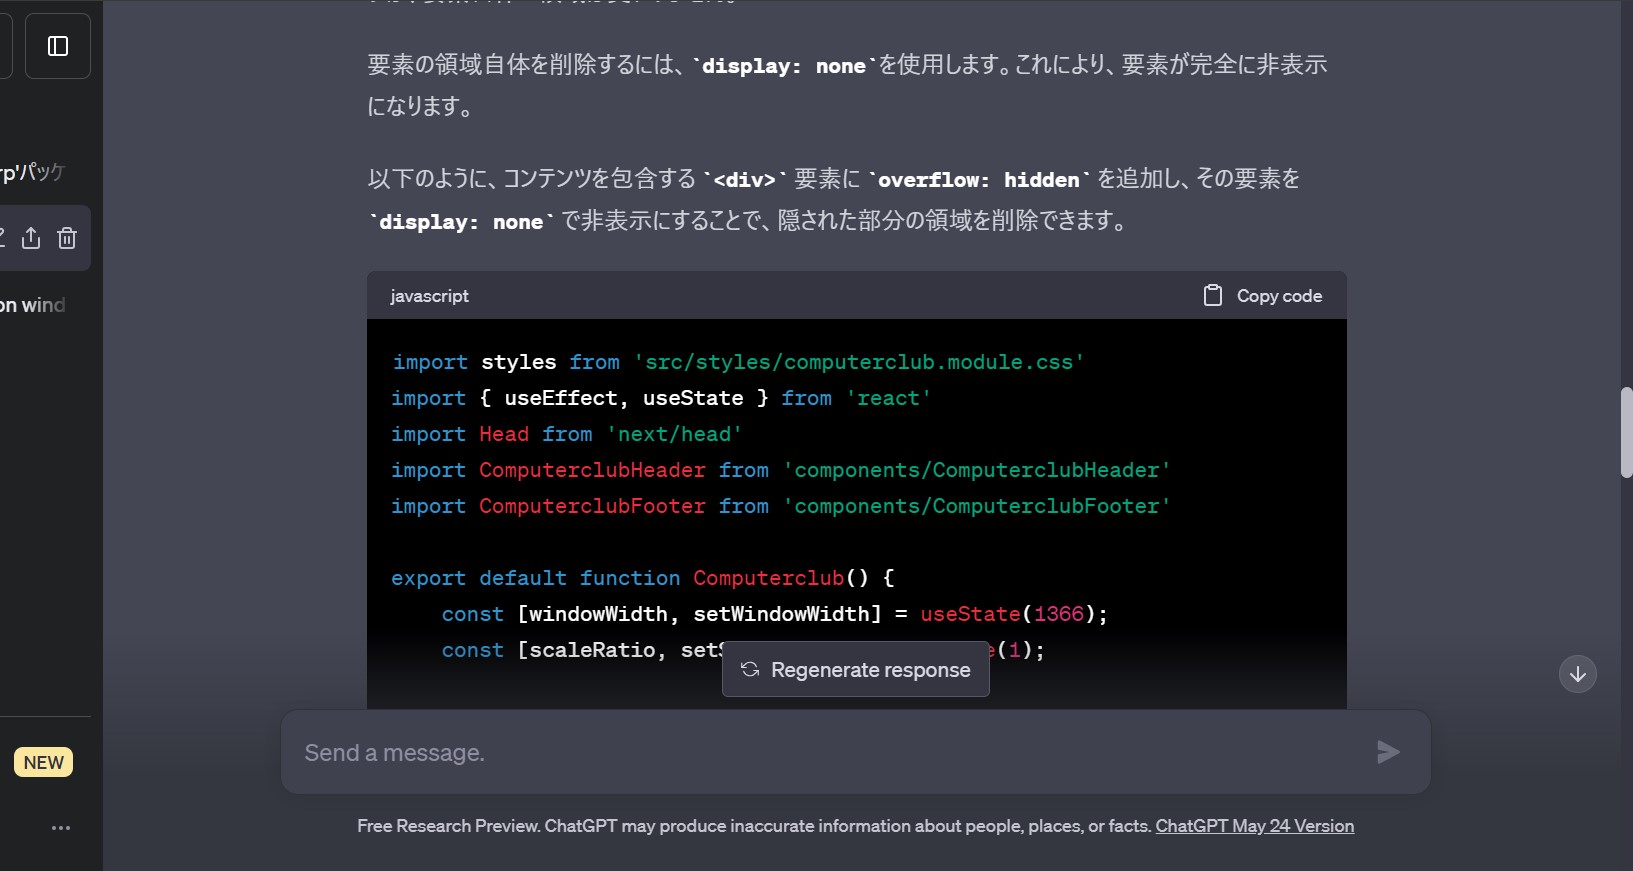 要素の領域自体を削除するには、`display: none`を使用します。これにより、要素が完全に非表示
になります。
rp'パッケ
以下のように、コンテンツを包含する `<div>` 要素に `overflow: hidden` を追加し、その要素を
`display: none` で非表示にすることで、隠された部分の領域を削除できます。
on wind
javascript
Copy code
import styles from 'src/styles/computerclub.module.css'
import { useEffect, useState } from 'react'
import Head from 'next/head'
import ComputerclubHeader from 'components/ComputerclubHeader'
import ComputerclubFooter from 'components/ComputerclubFooter'
export default function Computerclub() {
const [windowWidth, setWindowWidth] = useState(1366);
const [scaleRatio, setS e(1);
Regenerate response
Send a message.
NEW
Free Research Preview. ChatGPT may produce inaccurate information about people, places, or facts. ChatGPT May 24 Version